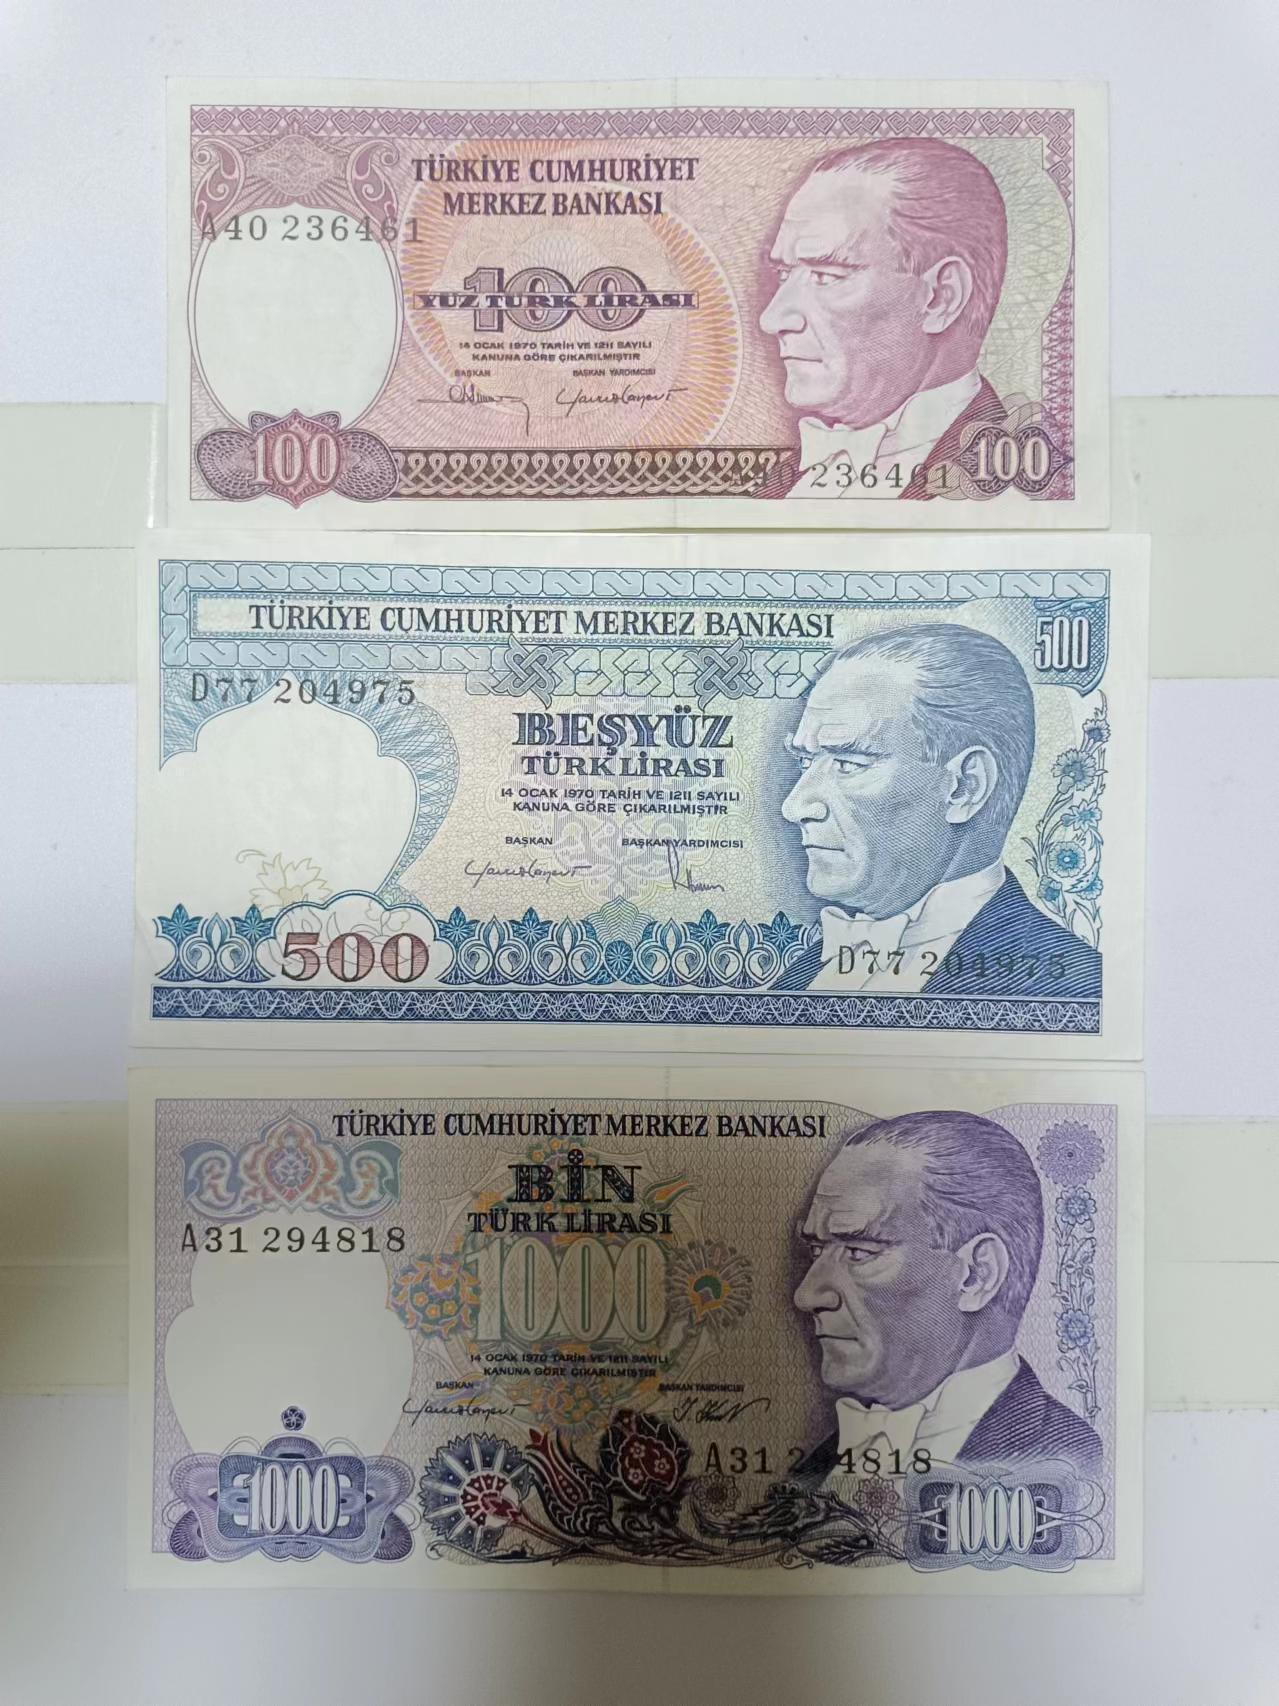 TÜRKİYE CUMHURİYET
MERKEZ BANKASI
A40 236461
100
YÜZ TÜRK LİRASI
14 OCAK 1970 TARİH VE 1211 SAYILI
KANUNA GÖRE ÇIKARILMIŞTIR
BAŞKAN BAŞKAN YARDIMCISI
100
A40 236461
100
TÜRKİYE CUMHURİYET MERKEZ BANKASI
500
D77 204975
BEŞYÜZ
TÜRK LİRASI
14 OCAK 1970 TARİH VE 1211 SAYILI
KANUNA GÖRE ÇIKARILMIŞTIR
BAŞKAN BAŞKAN YARDIMCISI
500
D77 204975
TÜRKİYE CUMHURİYET MERKEZ BANKASI
BİN
TÜRK LİRASI
A31 294818
1000
14 OCAK 1970 TARİH VE 1211 SAYILI
KANUNA GÖRE ÇIKARILMIŞTIR
BAŞKAN BAŞKAN YARDIMCISI
A31 294818
1000
1000